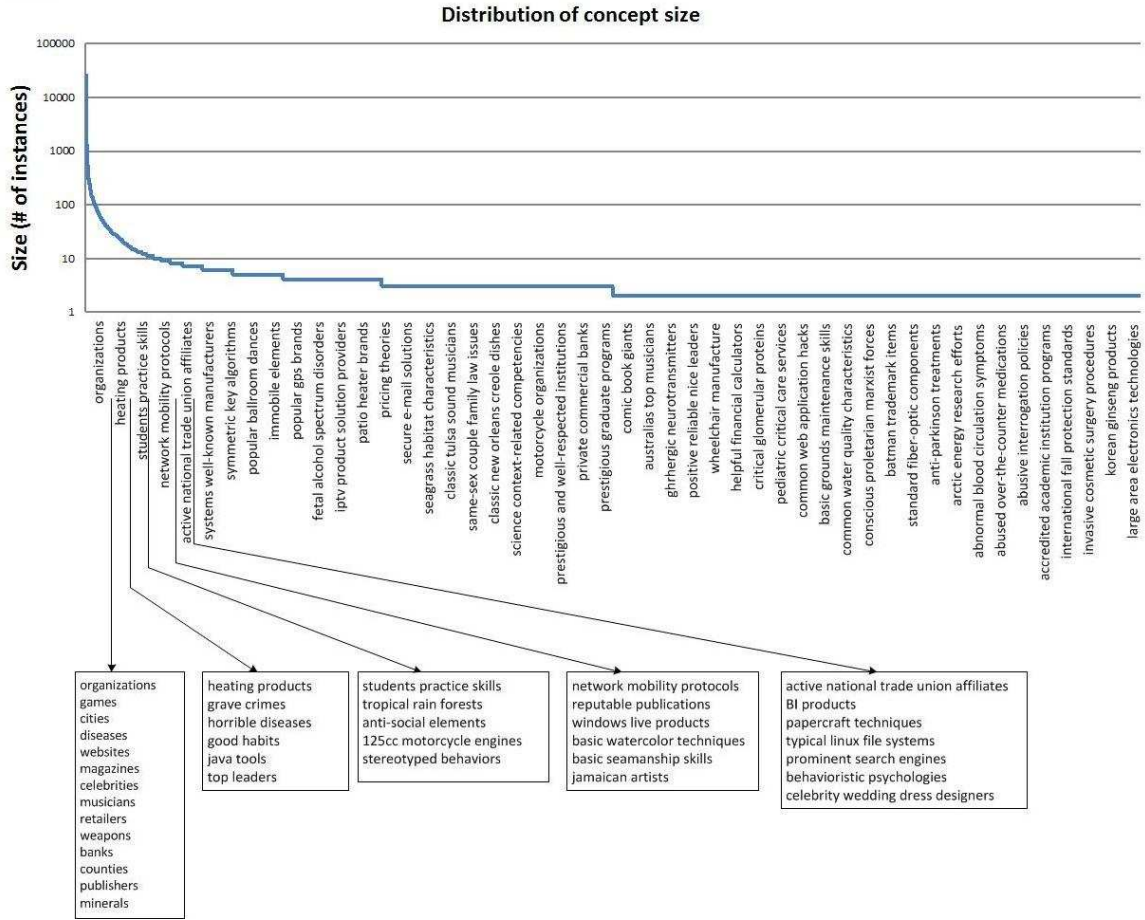 Distribution of concept size
Size (# of instances)
100000
10000
1000
100
10
1
organizations
heating products
students practice skills
network mobility protocols
active national trade union affiliates
systems well-known manufacturers
symmetric key algorithms
popular ballroom dances
immobile elements
popular gps brands
fetal alcohol spectrum disorders
iptv product solution providers
patio heater brands
pricing theories
secure e-mail solutions
seagrass habitat characteristics
classic tulsa sound musicians
same-sex couple family law issues
classic new orleans creole dishes
science context-related competencies
motorcycle organizations
prestigious and well-respected institutions
private commercial banks
prestigious graduate programs
comic book giants
australias top musicians
ghrhergic neurotransmitters
positive reliable nice leaders
wheelchair manufacture
helpful financial calculators
critical glomerular proteins
pediatric critical care services
common web application hacks
basic grounds maintenance skills
common water quality characteristics
conscious proletarian marxist forces
batman trademark items
standard fiber-optic components
anti-parkinson treatments
arctic energy research efforts
abnormal blood circulation symptoms
abused over-the-counter medications
abusive interrogation policies
accredited academic institution programs
international fall protection standards
invasive cosmetic surgery procedures
korean ginseng products
large area electronics technologies
organizations
games
cities
diseases
websites
magazines
celebrities
musicians
retailers
weapons
banks
counties
publishers
minerals
heating products
grave crimes
horrible diseases
good habits
java tools
top leaders
students practice skills
tropical rain forests
anti-social elements
125cc motorcycle engines
stereotyped behaviors
network mobility protocols
reputable publications
windows live products
basic watercolor techniques
basic seamanship skills
jamaican artists
active national trade union affiliates
BI products
papercraft techniques
typical linux file systems
prominent search engines
behavioristic psychologies
celebrity wedding dress designers